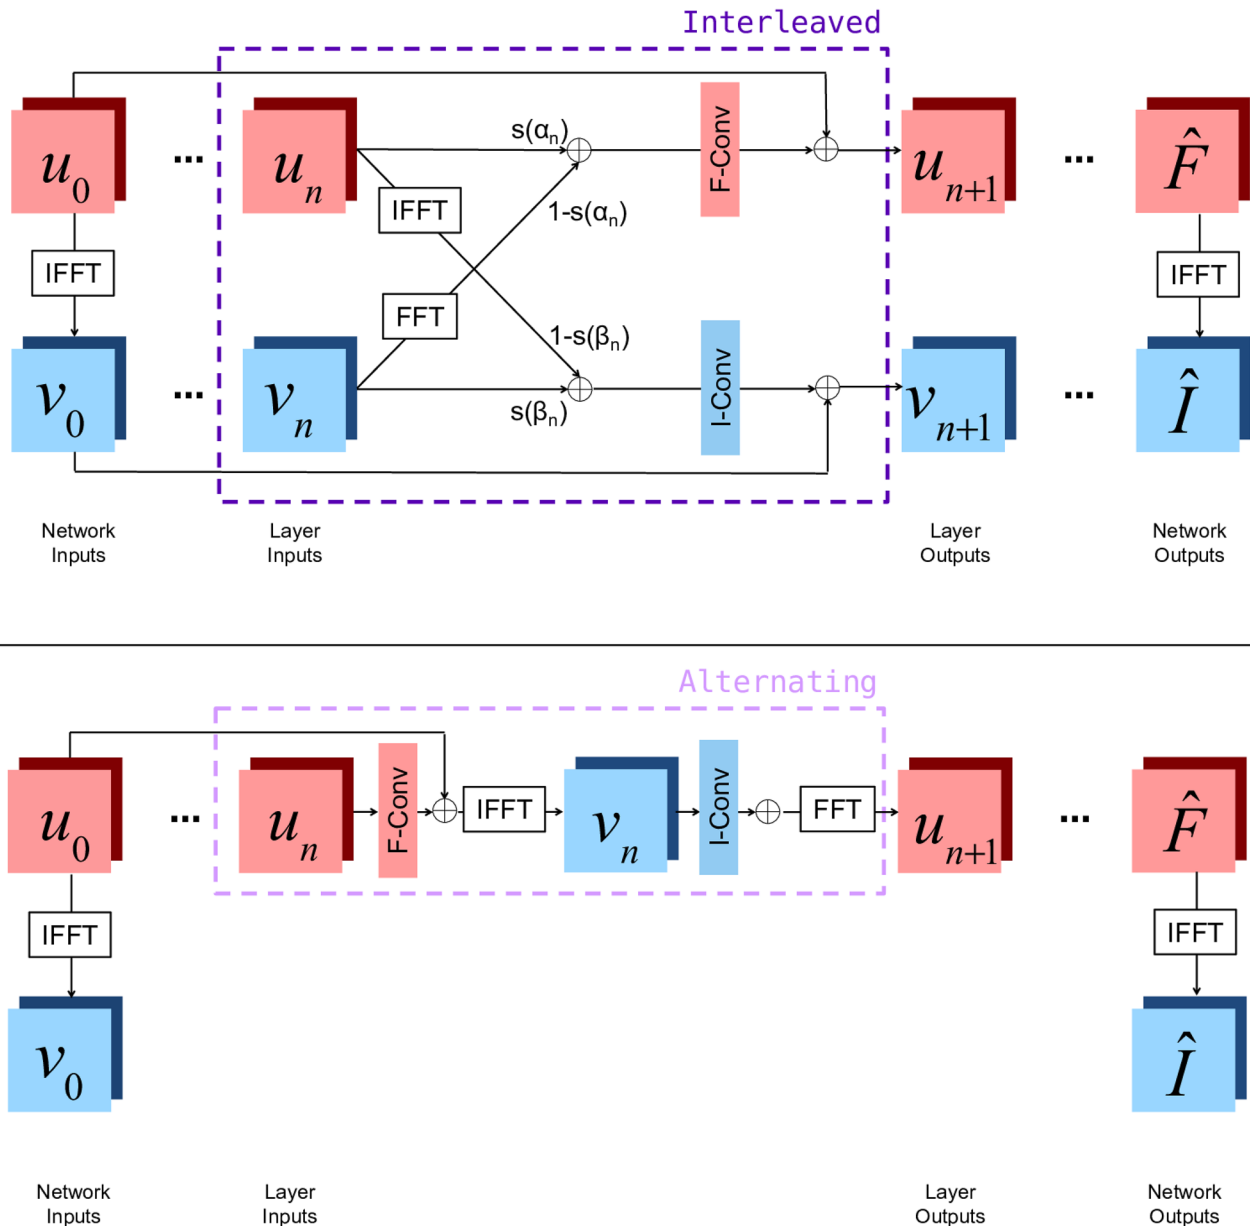 Interleaved
u0 ... un s(αn) F-Conv un+1 ... F̂
IFFT 1-s(αn)
IFFT IFFT
FFT 1-s(βn)
v0 ... vn s(βn) I-Conv vn+1 ... Î
Network Inputs
Layer Inputs
Layer Outputs
Network Outputs
Alternating
u0 ... un F-Conv IFFT vn I-Conv FFT un+1 ... F̂
IFFT IFFT
v0 Î
Network Inputs
Layer Inputs
Layer Outputs
Network Outputs